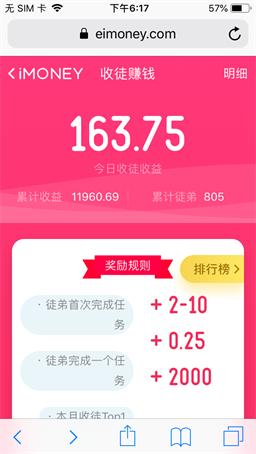 无 SIM 卡 下午6:17 57%
eimoney.com
iMONEY 收徒赚钱 明细
163.75
今日收徒收益
累计收益 11960.69 累计徒弟 805
奖励规则 排行榜
· 徒弟首次完成任 + 2-10
务
+ 0.25
· 徒弟完成一个任 + 2000
务
· 本月收徒Top1